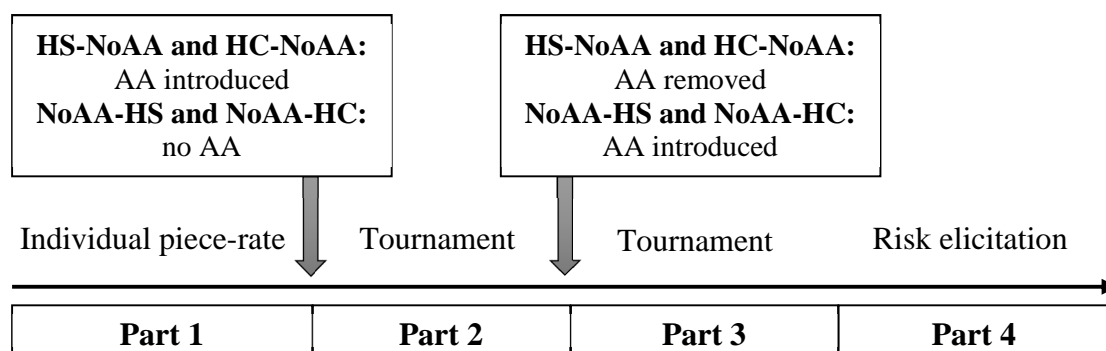 HS-NoAA and HC-NoAA:
AA introduced
NoAA-HS and NoAA-HC:
no AA
HS-NoAA and HC-NoAA:
AA removed
NoAA-HS and NoAA-HC:
AA introduced
Individual piece-rate
Tournament
Tournament
Risk elicitation
Part 1
Part 2
Part 3
Part 4